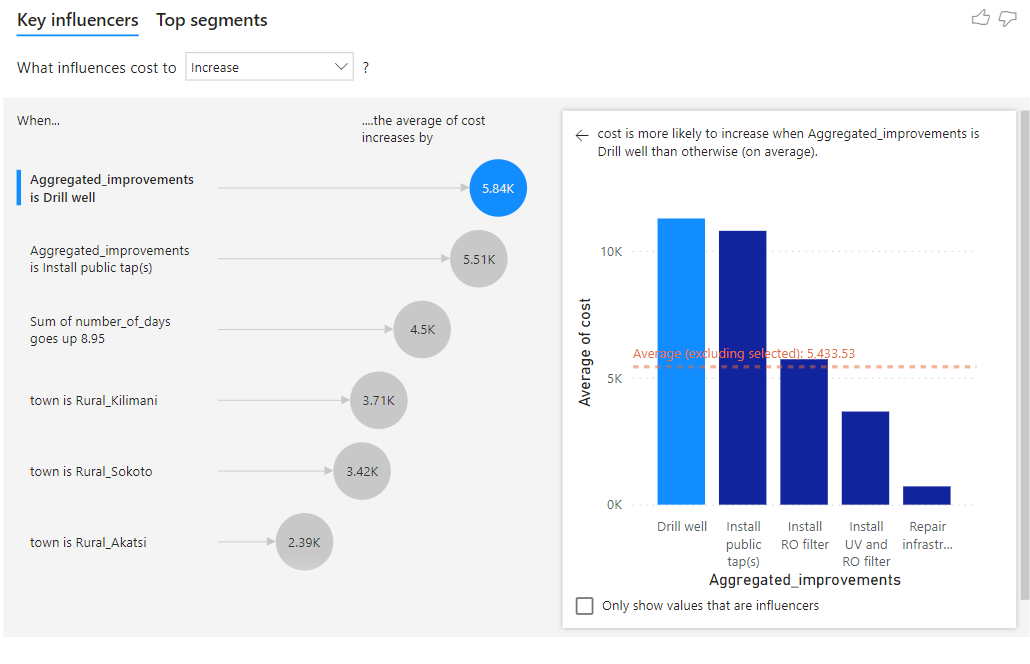 Key influencers Top segments
What influences cost to Increase ?
When...
....the average of cost
increases by
Aggregated_improvements
is Drill well
5.84K
Aggregated_improvements
is Install public tap(s)
5.51K
Sum of number_of_days
goes up 8.95
4.5K
town is Rural_Kilimani
3.71K
town is Rural_Sokoto
3.42K
town is Rural_Akatsi
2.39K
cost is more likely to increase when Aggregated_improvements is
Drill well than otherwise (on average).
Average of cost
10K
Average (excluding selected): 5,433.53
5K
0K
Drill well
Install
public
tap(s)
Install
RO filter
Install
UV and
RO filter
Repair
infrastr...
Aggregated_improvements
Only show values that are influencers